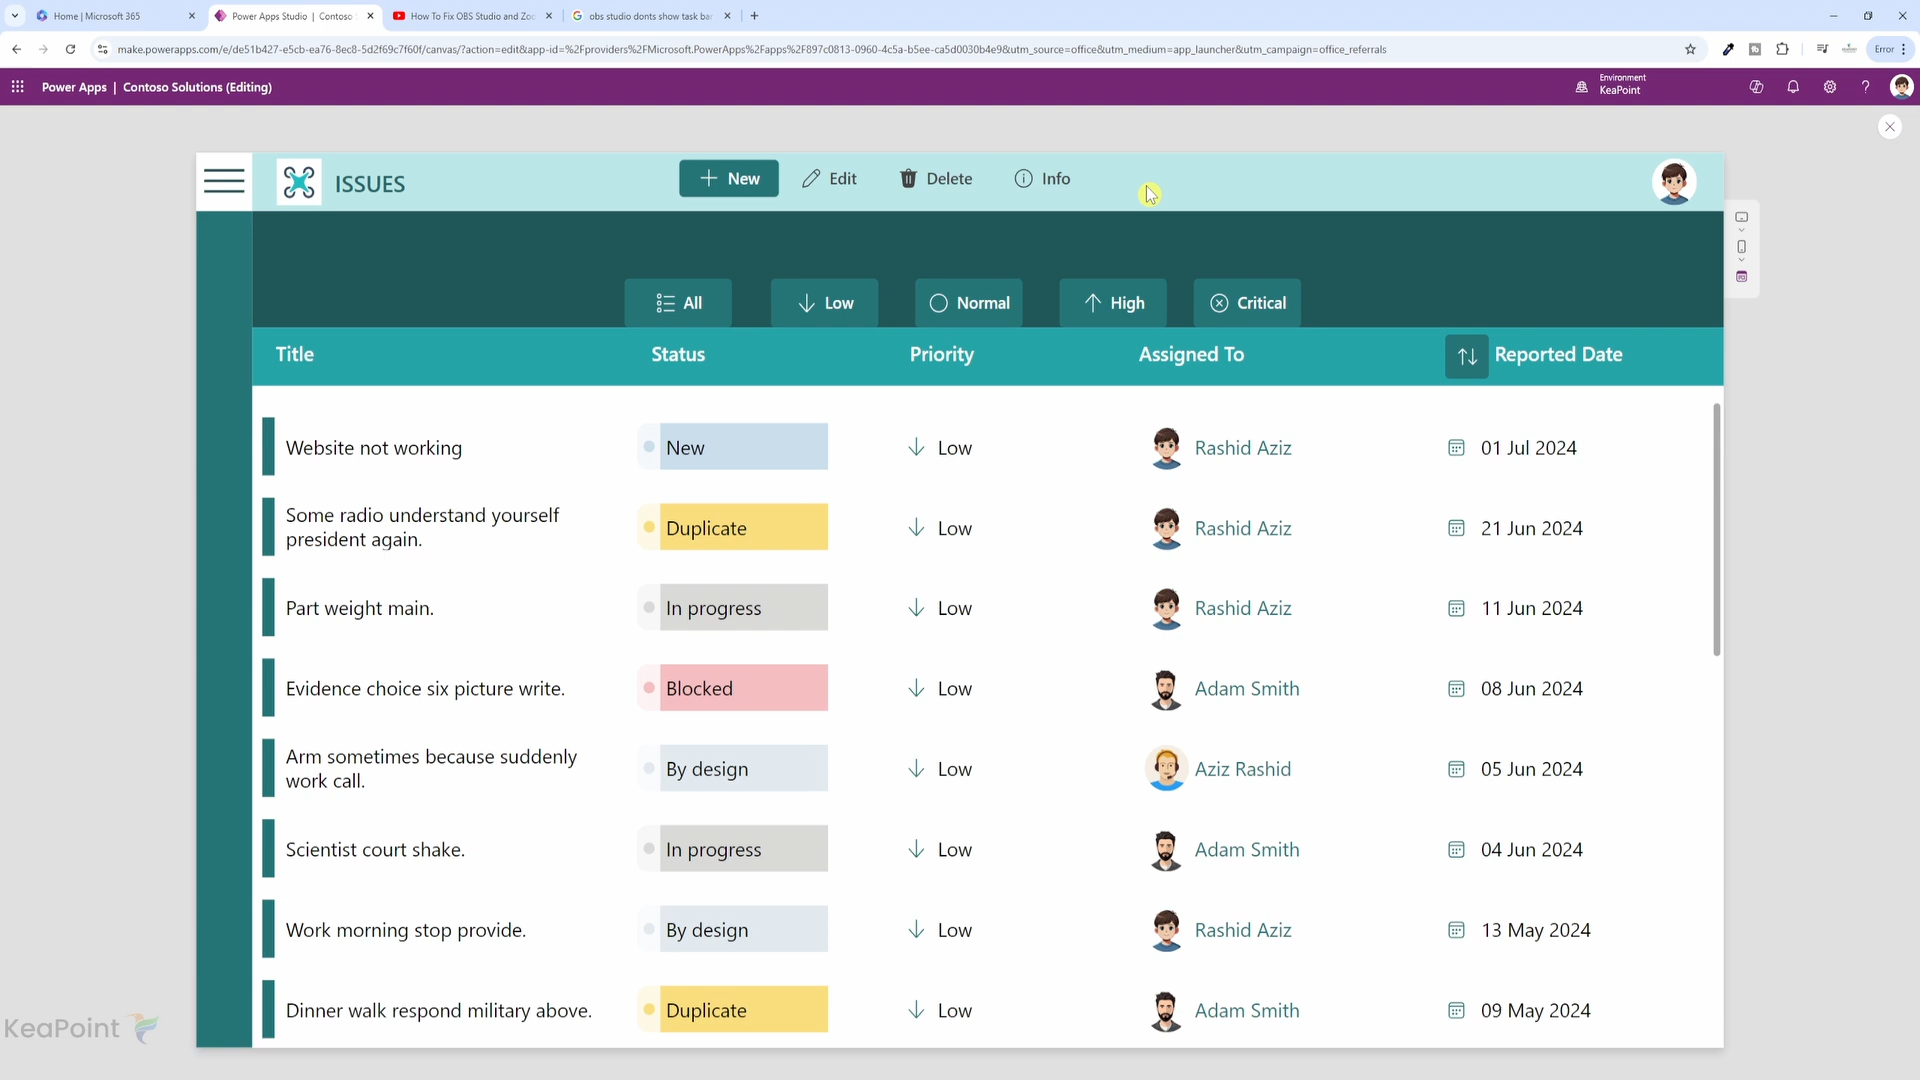 Home | Microsoft 365
Power Apps Studio | Contoso
How To Fix OBS Studio and Zoo
obs studio donts show task bar
make.powerapps.com/e/de51b427-e5cb-ea76-8ec8-5d2f69c7f60f/canvas/?action=edit&app-id=%2Fproviders%2FMicrosoft.PowerApps%2Fapps%2F897c0813-0960-4c5a-b5ee-ca5d0030b4e9&utm_source=office&utm_medium=app_launcher&utm_campaign=office_referrals
Error
Power Apps | Contoso Solutions (Editing)
Environment
KeaPoint
ISSUES
New
Edit
Delete
Info
All
Low
Normal
High
Critical
Title Status Priority Assigned To Reported Date
Website not working New Low Rashid Aziz 01 Jul 2024
Some radio understand yourself
president again. Duplicate Low Rashid Aziz 21 Jun 2024
Part weight main. In progress Low Rashid Aziz 11 Jun 2024
Evidence choice six picture write. Blocked Low Adam Smith 08 Jun 2024
Arm sometimes because suddenly
work call. By design Low Aziz Rashid 05 Jun 2024
Scientist court shake. In progress Low Adam Smith 04 Jun 2024
Work morning stop provide. By design Low Rashid Aziz 13 May 2024
Dinner walk respond military above. Duplicate Low Adam Smith 09 May 2024
KeaPoint